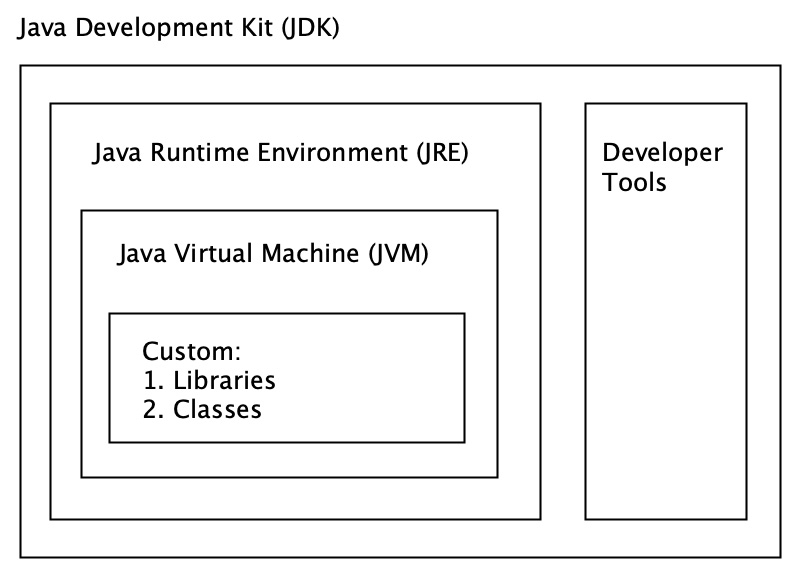 Java Development Kit (JDK)
Java Runtime Environment (JRE)
Developer
Tools
Java Virtual Machine (JVM)
Custom:
1. Libraries
2. Classes